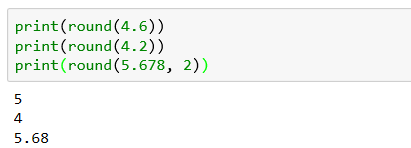 print(round(4.6))
print(round(4.2))
print(round(5.678, 2))
5
4
5.68